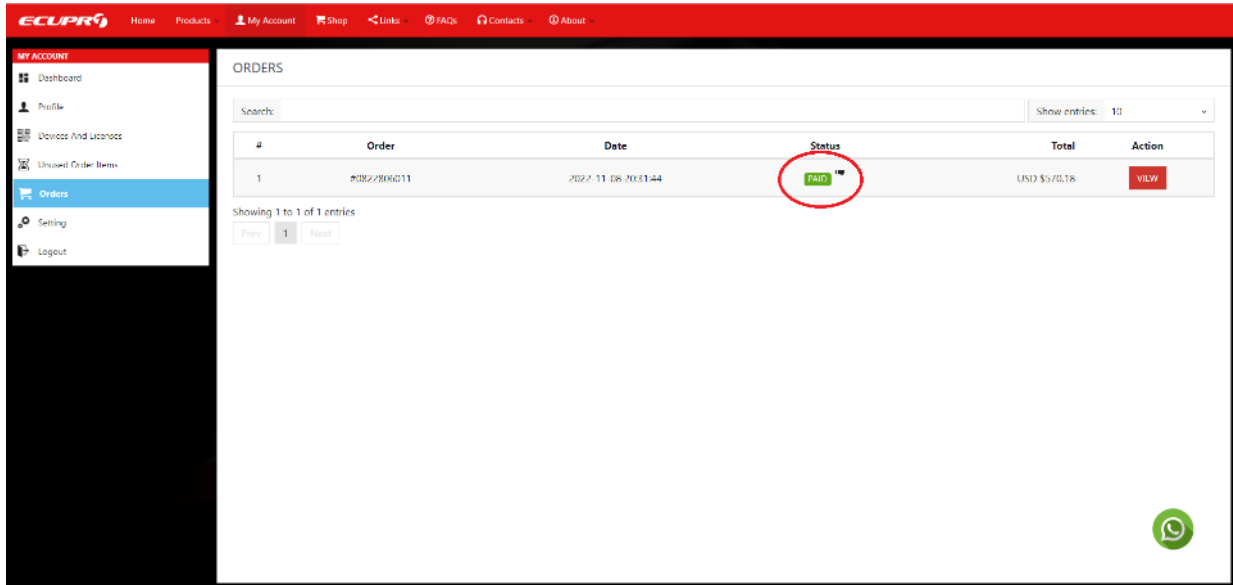 ECUPRO Home Products My Account Shop Links FAQs Contacts About
MY ACCOUNT
Dashboard
Profile
Devices And Licenses
Unused Order Items
Orders
Setting
Logout
ORDERS
Search: Show entries: 10
# Order Date Status Total Action
1 #0822806011 2022-11-08 20:31:44 PAID USD $570.18 VIEW
Showing 1 to 1 of 1 entries
Prev 1 Next